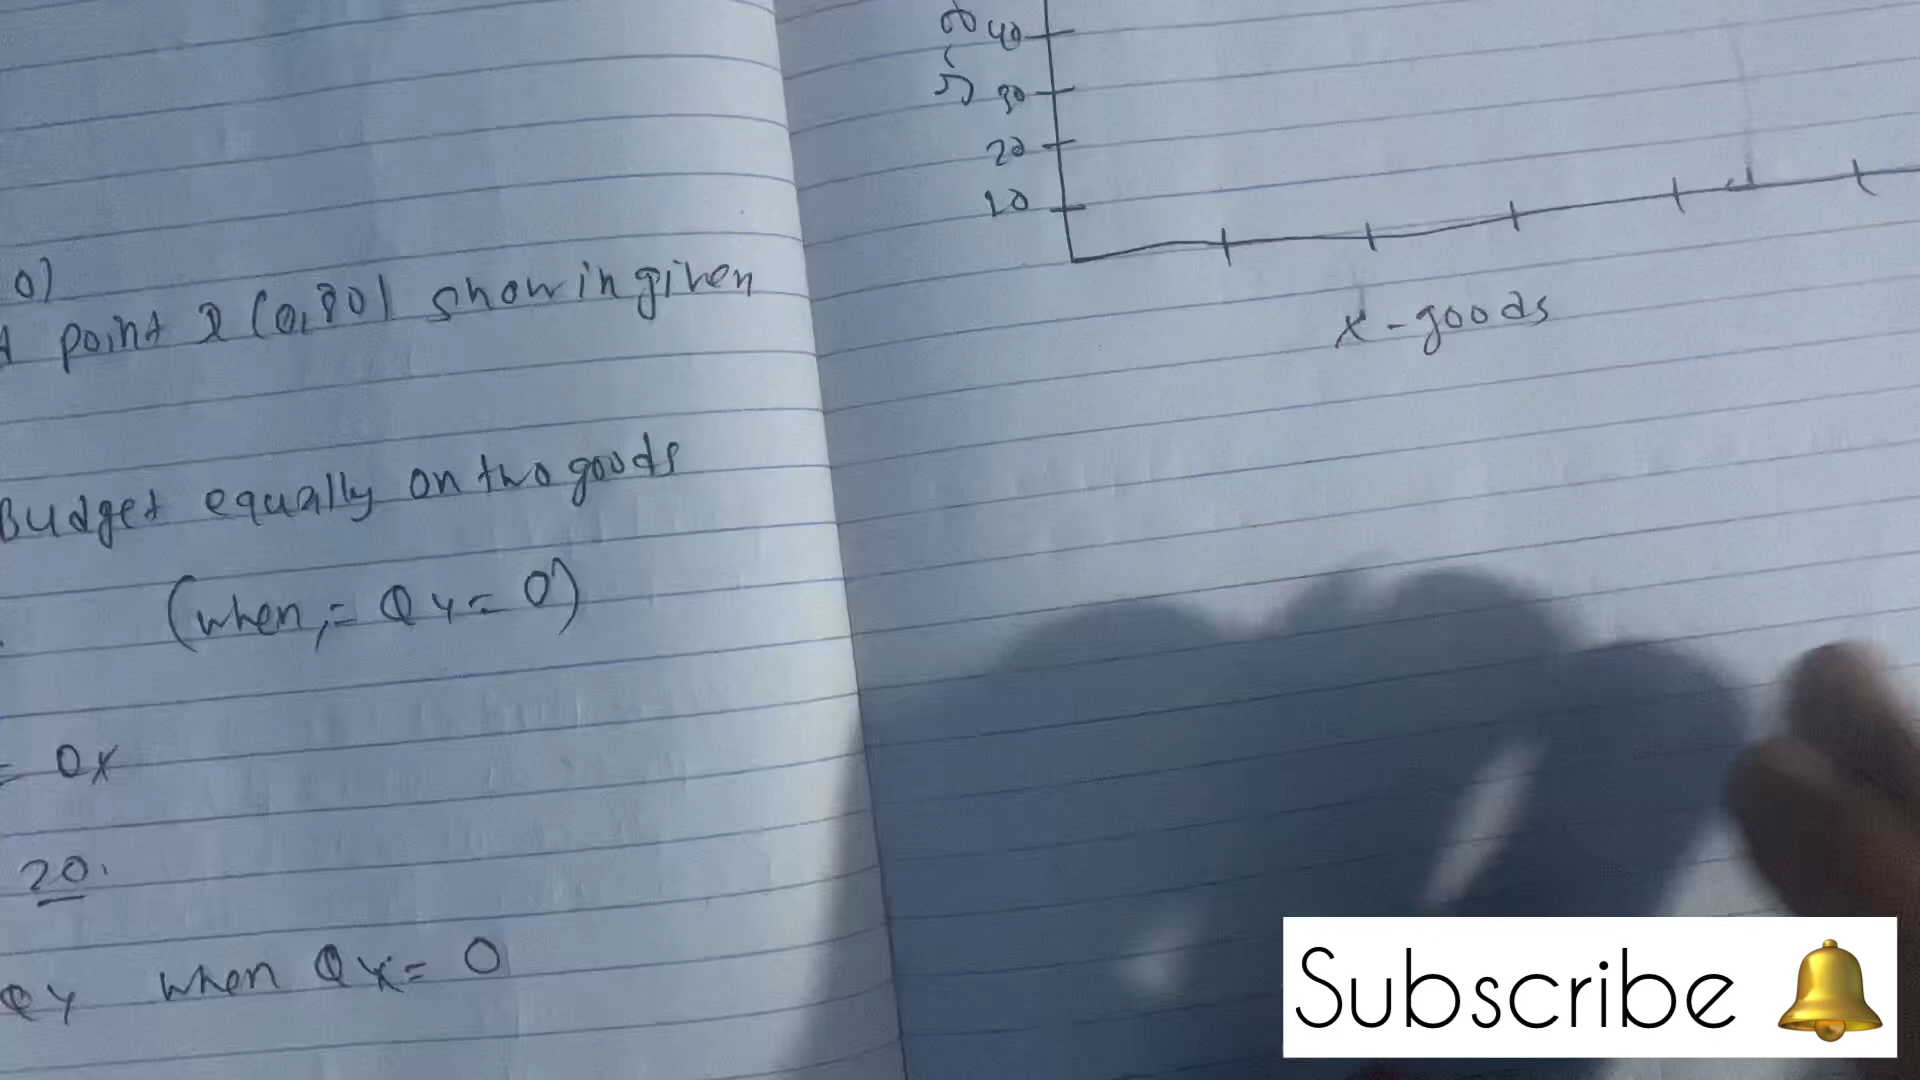 0)
point 2 (0,80) show in given
Budget equally on two goods
(when,= QY= 0)
= QX
20.
QY when QX= 0
40
30
20
10
x-goods
Subscribe